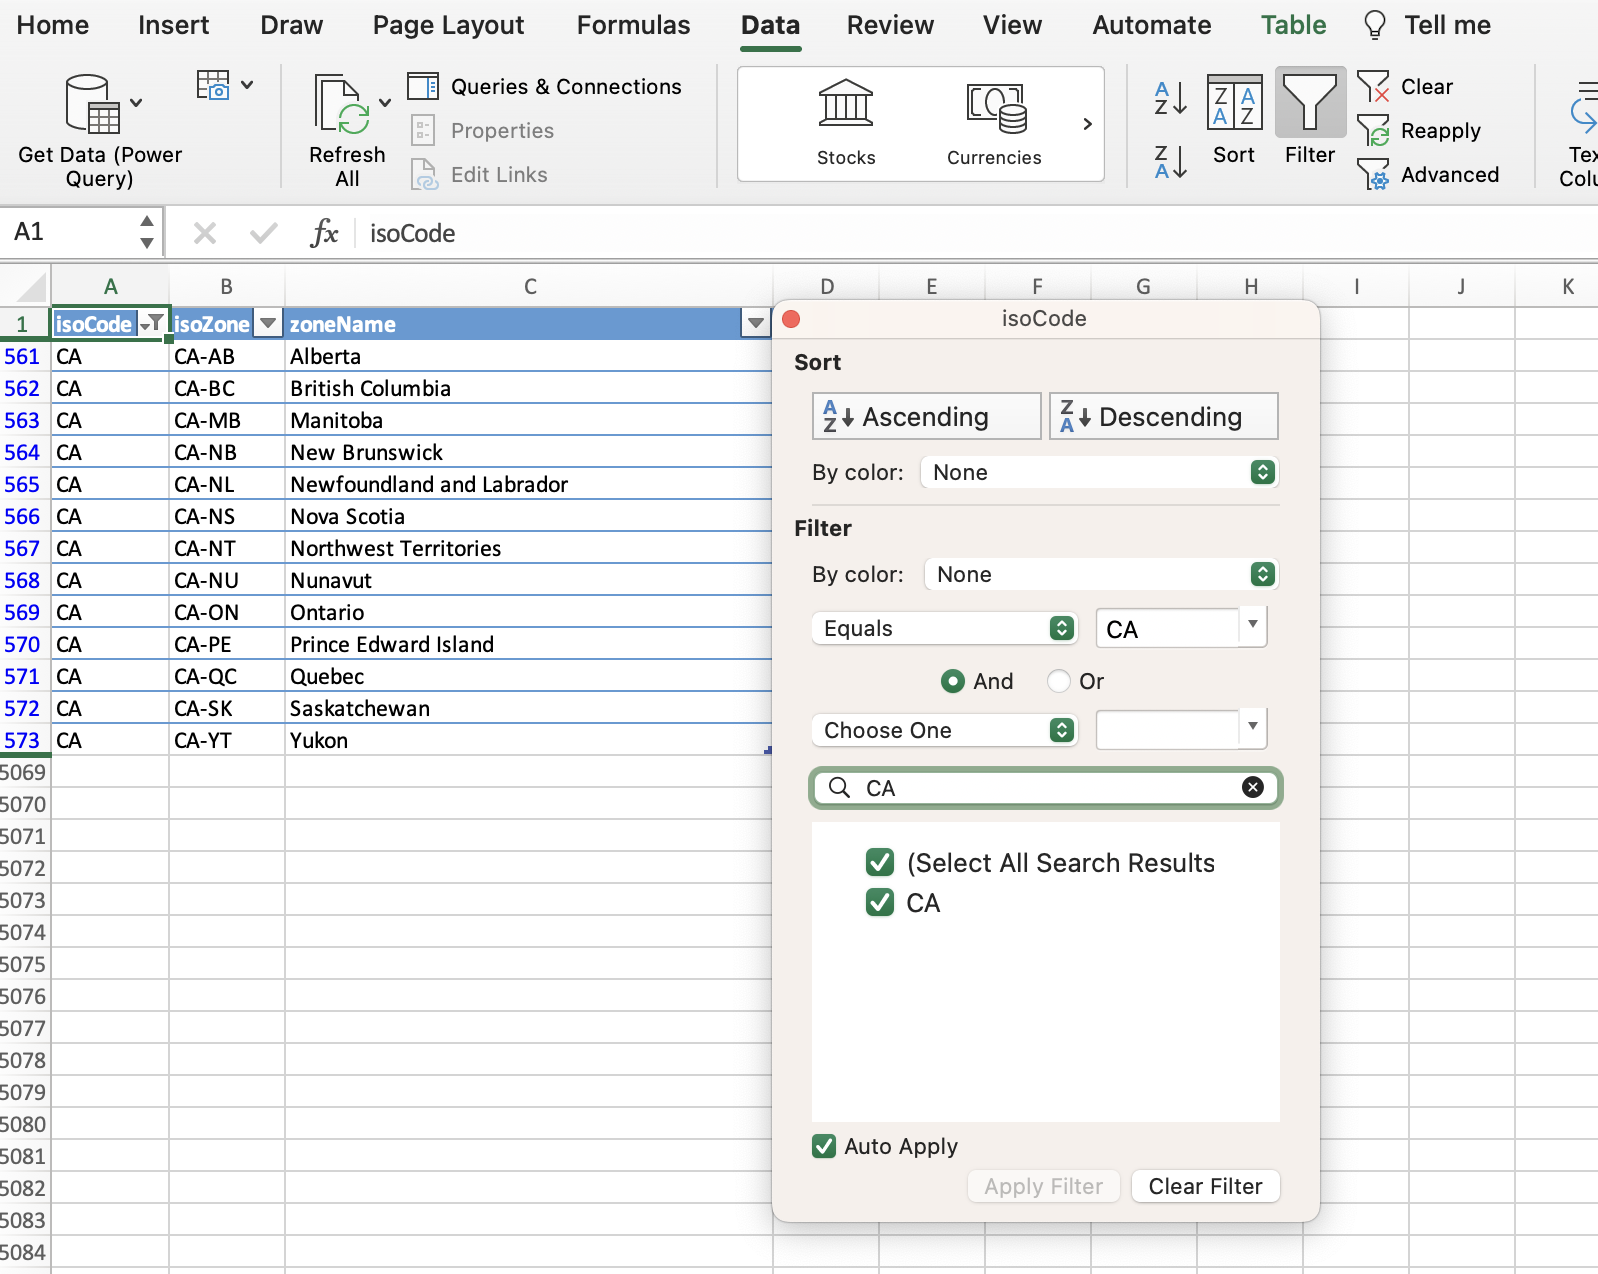 Home Insert Draw Page Layout Formulas Data Review View Automate Table Tell me
Get Data (Power Query)
Refresh All
Queries & Connections
Properties
Edit Links
Stocks
Currencies
Sort
Filter
Clear
Reapply
Advanced
A1 fx isoCode
A B C D E F G H I J K
1 isoCode isoZone zoneName
561 CA CA-AB Alberta
562 CA CA-BC British Columbia
563 CA CA-MB Manitoba
564 CA CA-NB New Brunswick
565 CA CA-NL Newfoundland and Labrador
566 CA CA-NS Nova Scotia
567 CA CA-NT Northwest Territories
568 CA CA-NU Nunavut
569 CA CA-ON Ontario
570 CA CA-PE Prince Edward Island
571 CA CA-QC Quebec
572 CA CA-SK Saskatchewan
573 CA CA-YT Yukon
5069
5070
5071
5072
5073
5074
5075
5076
5077
5078
5079
5080
5081
5082
5083
5084
isoCode
Sort
Ascending Descending
By color: None
Filter
By color: None
Equals CA
And Or
Choose One
CA
(Select All Search Results
CA
Auto Apply
Apply Filter Clear Filter